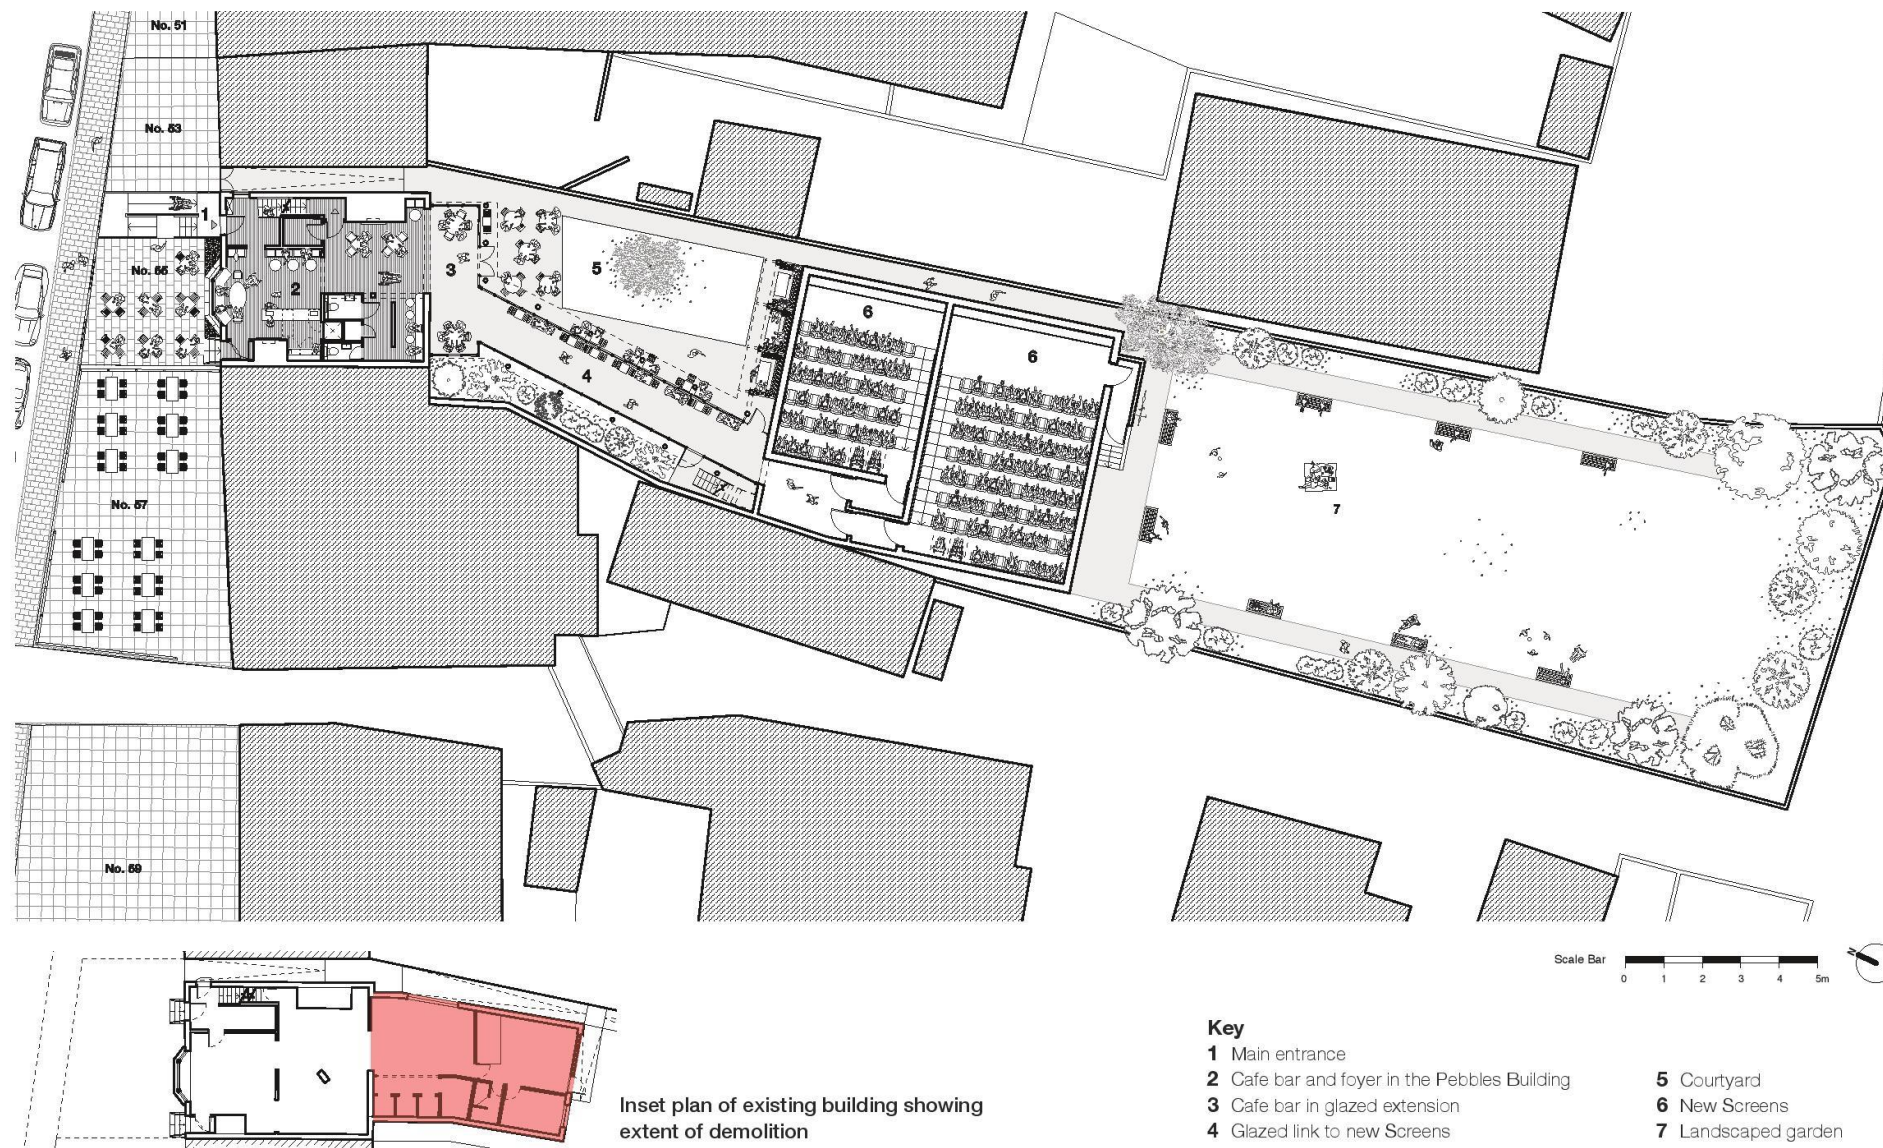 No. 51
No. 53
1
No. 55
2
3
5
4
6
6
No. 57
7
No. 59
Scale Bar
0 1 2 3 4 5m
N
Inset plan of existing building showing
extent of demolition
Key
1 Main entrance
2 Cafe bar and foyer in the Pebbles Building
3 Cafe bar in glazed extension
4 Glazed link to new Screens
5 Courtyard
6 New Screens
7 Landscaped garden